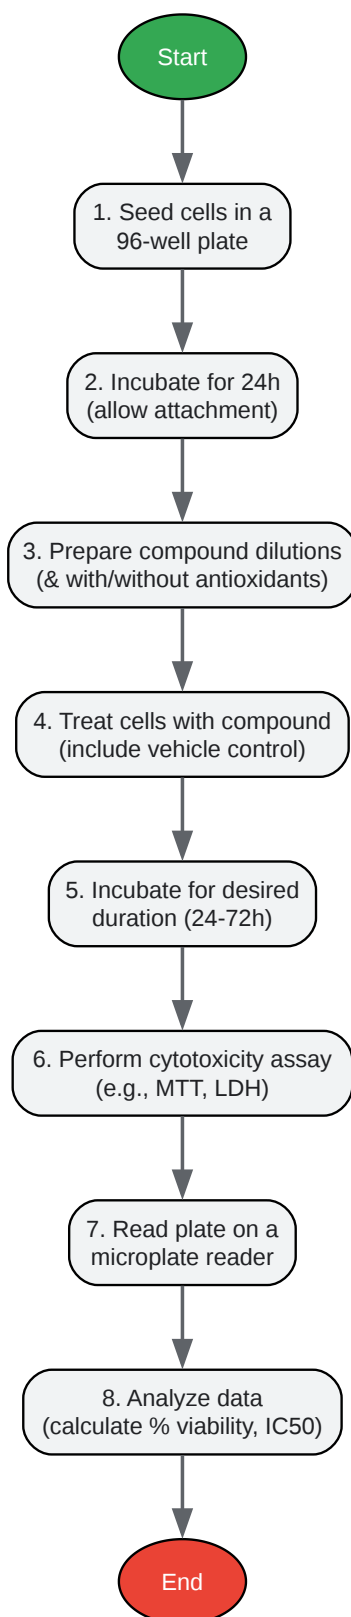 Start
1. Seed cells in a
96-well plate
2. Incubate for 24h
(allow attachment)
3. Prepare compound dilutions
(& with/without antioxidants)
4. Treat cells with compound
(include vehicle control)
5. Incubate for desired
duration (24-72h)
6. Perform cytotoxicity assay
(e.g., MTT, LDH)
7. Read plate on a
microplate reader
8. Analyze data
(calculate % viability, IC50)
End